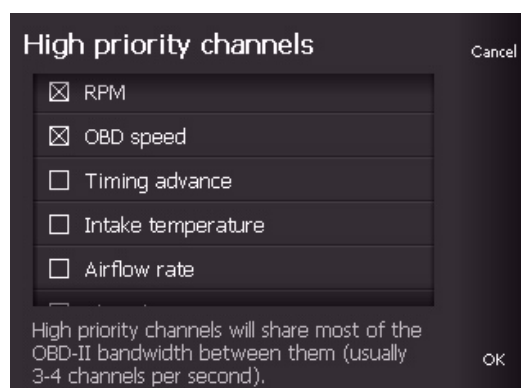 High priority channels
Cancel
RPM
OBD speed
Timing advance
Intake temperature
Airflow rate
High priority channels will share most of the
OBD-II bandwidth between them (usually
3-4 channels per second).
OK